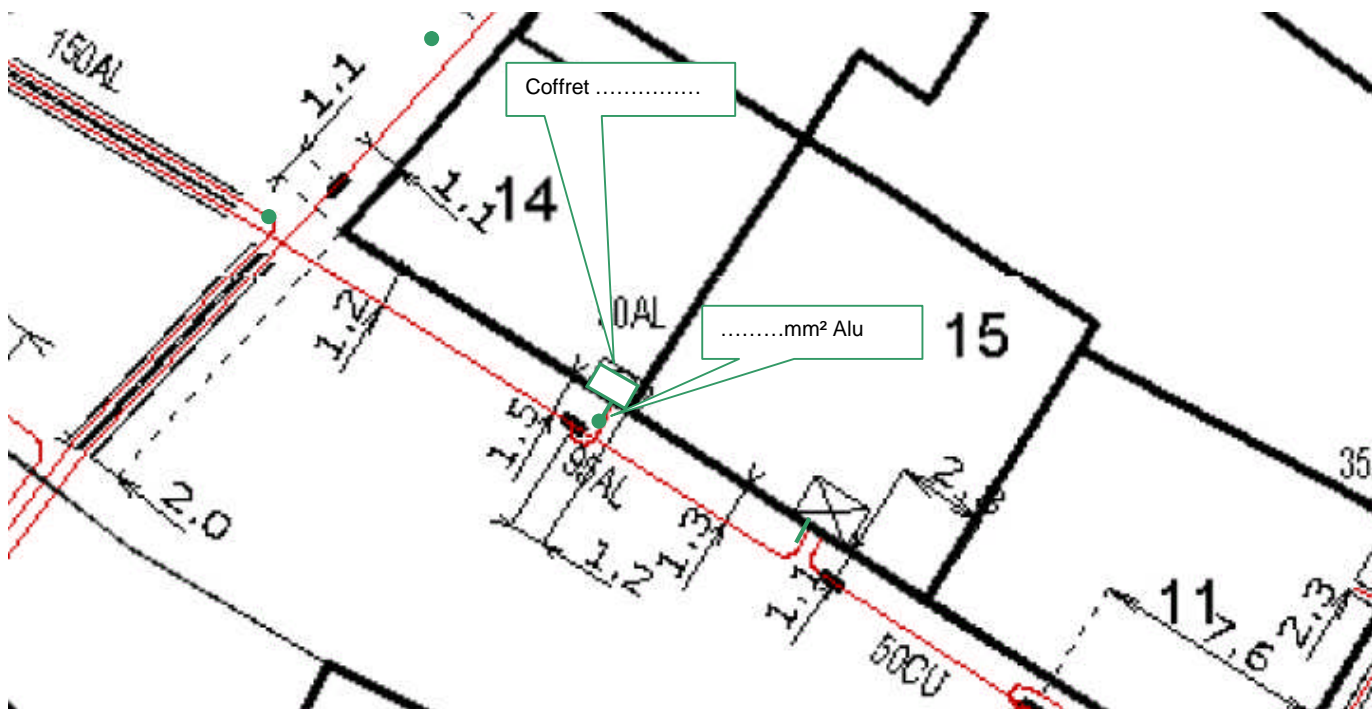 150AL
1,1
Coffret ……………
1,1
14
1,2
0AL
………mm² Alu
15
1,5
95AL
35
2,0
1,3
1,2
1,1
11
7,6
2,3
50CU